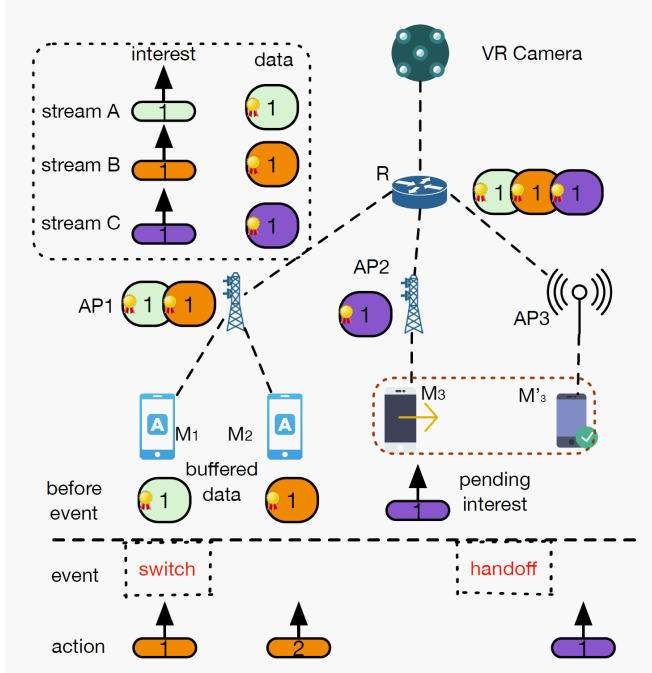 interest
data
VR Camera
stream A
1
1
stream B
1
1
R
1
1
1
stream C
1
1
AP2
AP1
1
1
1
AP3
A
A
M3
M'3
M1
M2
buffered
data
pending
interest
before
event
1
1
1
event
switch
handoff
action
1
2
1